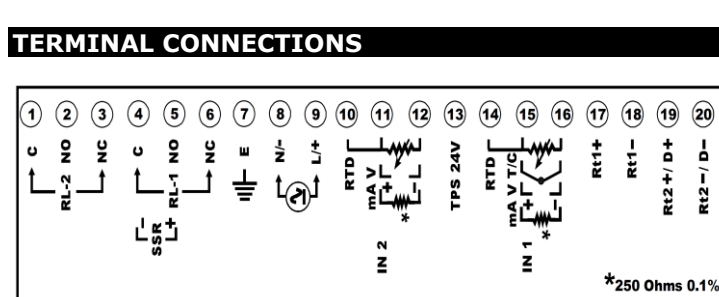 TERMINAL CONNECTIONS
1 2 3 4 5 6 7 8 9 10 11 12 13 14 15 16 17 18 19 20
C
NO
NC
RL-2
C
NO
NC
RL-1
- +
SSR
E
N/-
L/+
RTD
mA V
+ -
*
IN 2
TPS 24V
RTD
mA V T/C
+ -
*
IN 1
Rt1+
Rt1-
Rt2+/ D+
Rt2-/ D-
*250 Ohms 0.1%